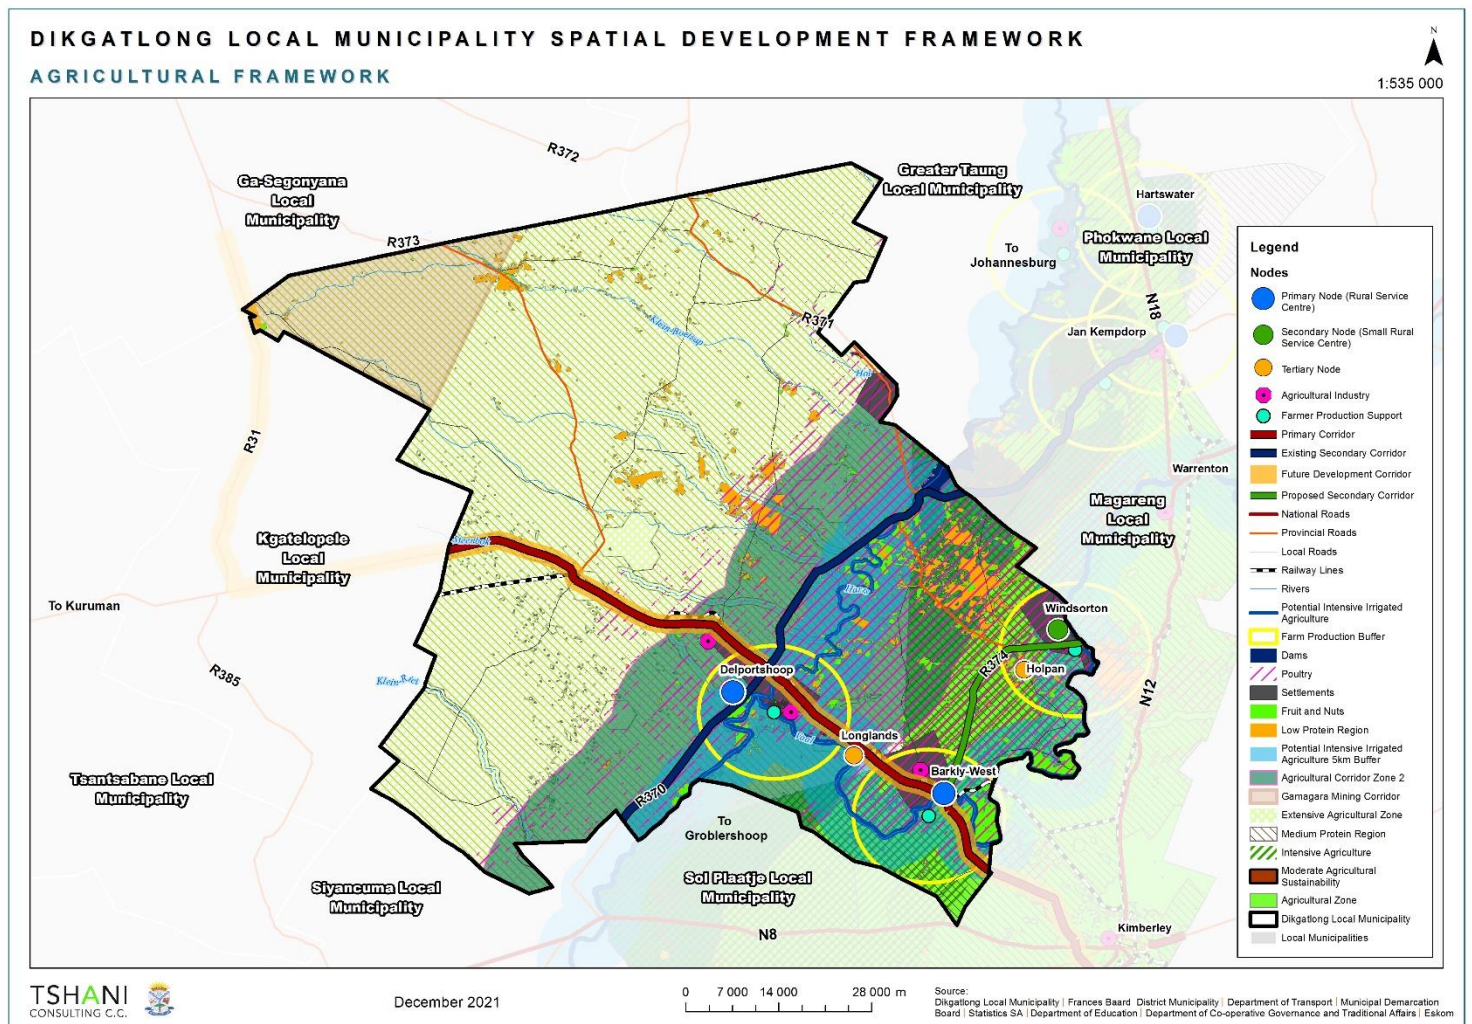 DIKGATLONG LOCAL MUNICIPALITY SPATIAL DEVELOPMENT FRAMEWORK
AGRICULTURAL FRAMEWORK
N
1:535 000
R372
Ga-Segonyana
Local
Municipality
Greater Taung
Local Municipality
Hartswater
R373
To
Johannesburg
Phokwane Local
Municipality
N18
R371
Jan Kempdorp
Klein-Boetsap
Hol
R31
Warrenton
Magareng
Local
Municipality
Kgatelopele
Local
Municipality
Steenbok
To Kuruman
Harts
Windsorton
R374
Holpan
Delportshoop
R385
Klein-Riet
N12
Longlands
Vaal
Barkly-West
Tsantsabane Local
Municipality
R370
To
Groblershoop
Siyancuma Local
Municipality
Sol Plaatje Local
Municipality
N8
Kimberley
Legend
Nodes
Primary Node (Rural Service
Centre)
Secondary Node (Small Rural
Service Centre)
Tertiary Node
Agricultural Industry
Farmer Production Support
Primary Corridor
Existing Secondary Corridor
Future Development Corridor
Proposed Secondary Corridor
National Roads
Provincial Roads
Local Roads
Railway Lines
Rivers
Potential Intensive Irrigated
Agriculture
Farm Production Buffer
Dams
Poultry
Settlements
Fruit and Nuts
Low Protein Region
Potential Intensive Irrigated
Agriculture 5km Buffer
Agricultural Corridor Zone 2
Gamagara Mining Corridor
Extensive Agricultural Zone
Medium Protein Region
Intensive Agriculture
Moderate Agricultural
Sustainability
Agricultural Zone
Dikgatlong Local Municipality
Local Municipalities
TSHANI
CONSULTING C.C.
December 2021
0 7 000 14 000 28 000 m
Source:
Dikgatlong Local Municipality | Frances Baard District Municipality | Department of Transport | Municipal Demarcation
Board | Statistics SA | Department of Education | Department of Co-operative Governance and Traditional Affairs | Eskom